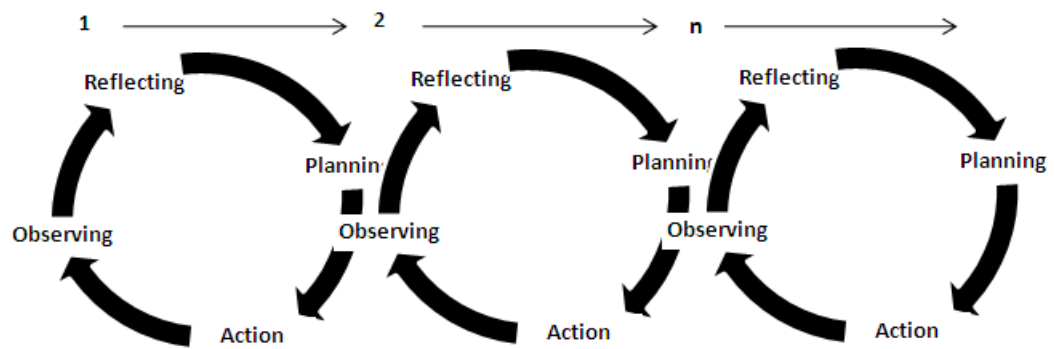 1 2 n
Reflecting Reflecting Reflecting
Planning Planning Planning
Observing Observing Observing
Action Action Action